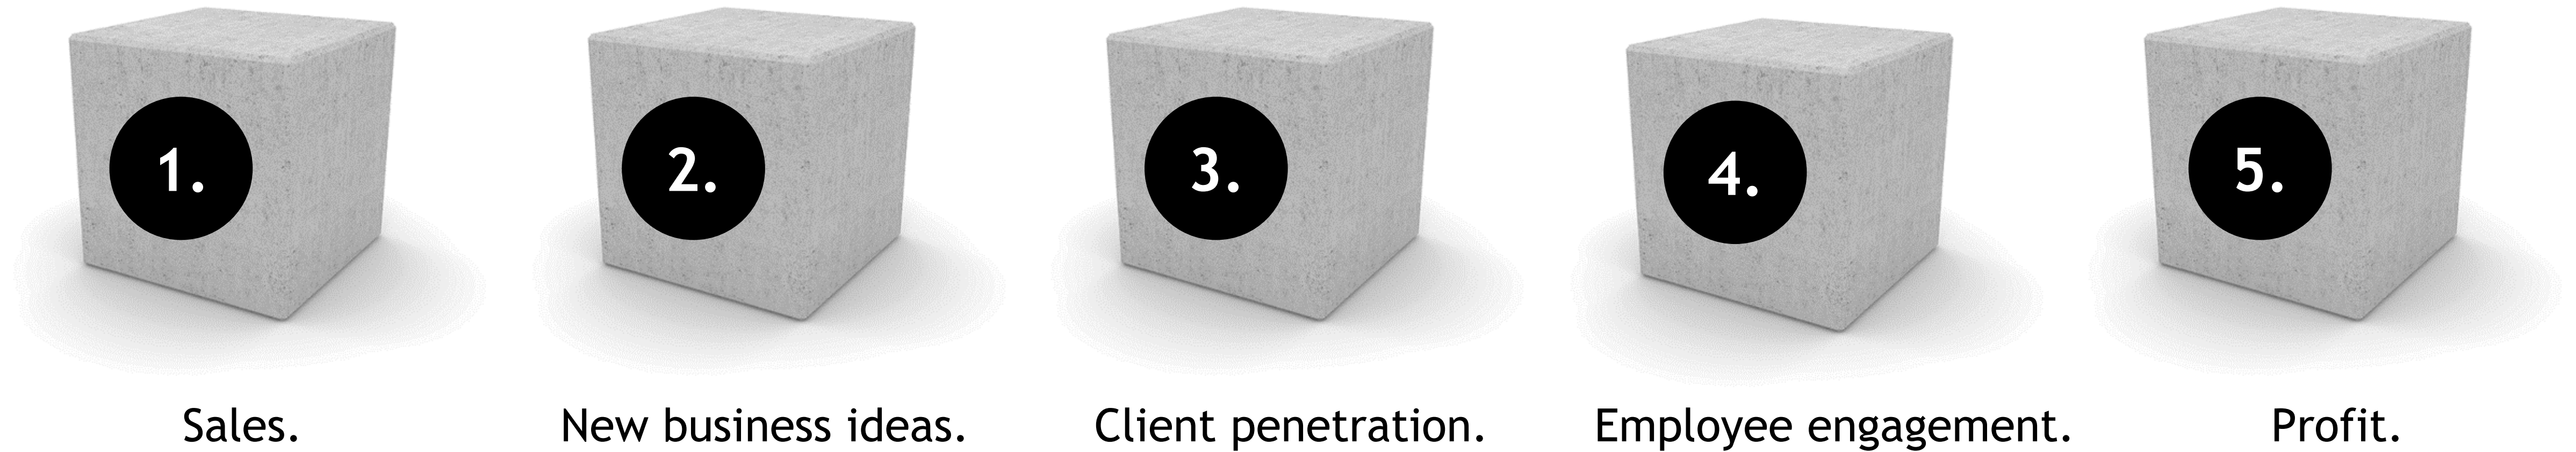 1.
2.
3.
4.
5.
Sales.
New business ideas.
Client penetration.
Employee engagement.
Profit.